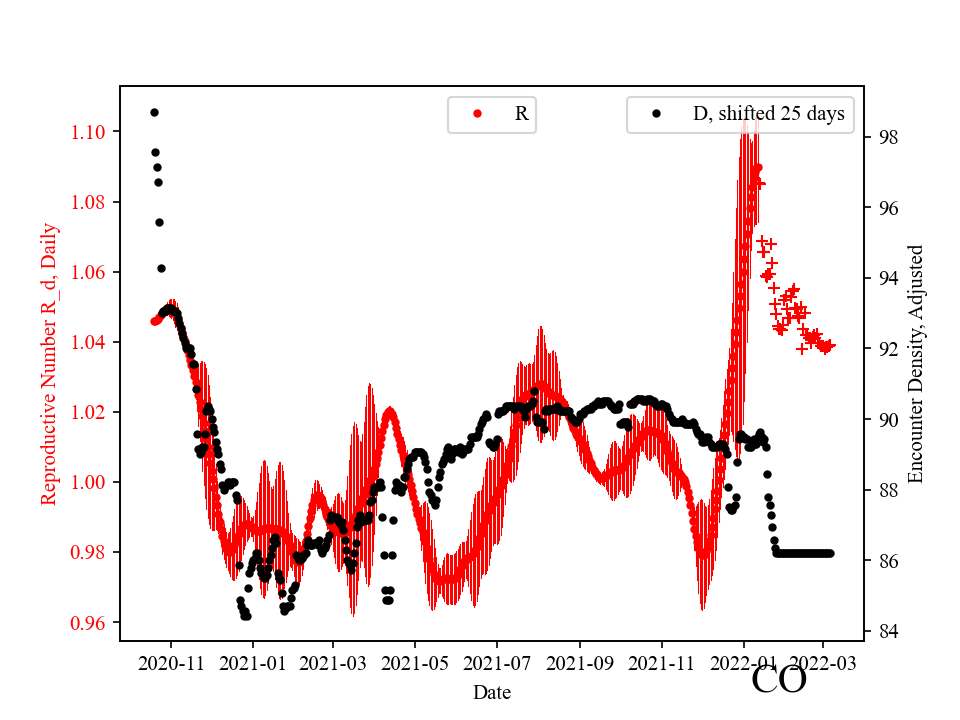 R
D, shifted 25 days
Reproductive Number R_d, Daily
1.10
1.08
1.06
1.04
1.02
1.00
0.98
0.96
98
96
94
92
90
88
86
84
Encounter Density, Adjusted
2020-11 2021-01 2021-03 2021-05 2021-07 2021-09 2021-11 2022-01 2022-03
Date
CO